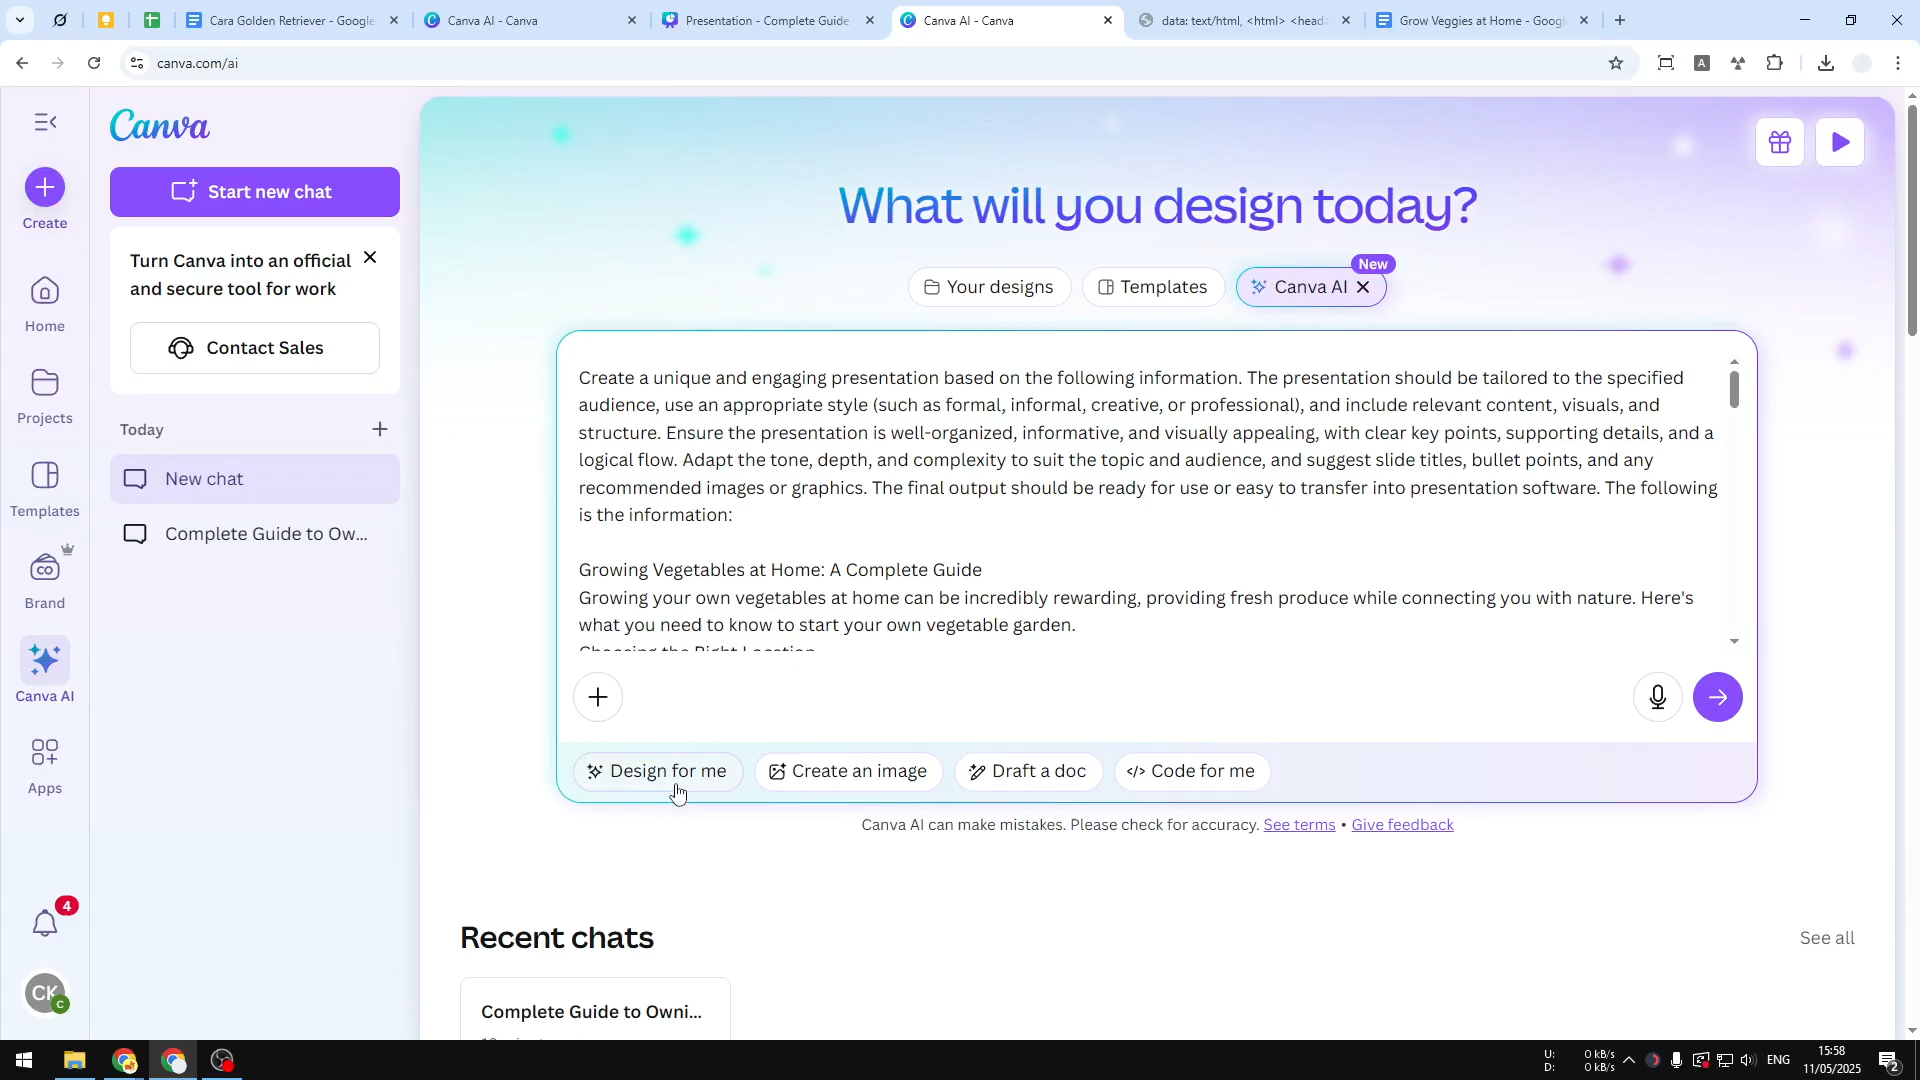 Cara Golden Retriever - Google
Canva AI - Canva
Presentation - Complete Guide
Canva AI - Canva
data: text/html, <html> <head
Grow Veggies at Home - Googl
canva.com/ai
A
Canva
Start new chat
Create
Turn Canva into an official
and secure tool for work
Contact Sales
Home
Projects
Templates
Brand
Canva AI
Apps
Today
New chat
Complete Guide to Ow...
4
CK
C
What will you design today?
Your designs
Templates
Canva AI
New
Create a unique and engaging presentation based on the following information. The presentation should be tailored to the specified
audience, use an appropriate style (such as formal, informal, creative, or professional), and include relevant content, visuals, and
structure. Ensure the presentation is well-organized, informative, and visually appealing, with clear key points, supporting details, and a
logical flow. Adapt the tone, depth, and complexity to suit the topic and audience, and suggest slide titles, bullet points, and any
recommended images or graphics. The final output should be ready for use or easy to transfer into presentation software. The following
is the information:
Growing Vegetables at Home: A Complete Guide
Growing your own vegetables at home can be incredibly rewarding, providing fresh produce while connecting you with nature. Here's
what you need to know to start your own vegetable garden.
Choosing the Right Location
Design for me
Create an image
Draft a doc
Code for me
Canva AI can make mistakes. Please check for accuracy. See terms • Give feedback
Recent chats
See all
Complete Guide to Owni...
U: 0 kB/s
D: 0 kB/s
ENG
15:58
11/05/2025
2